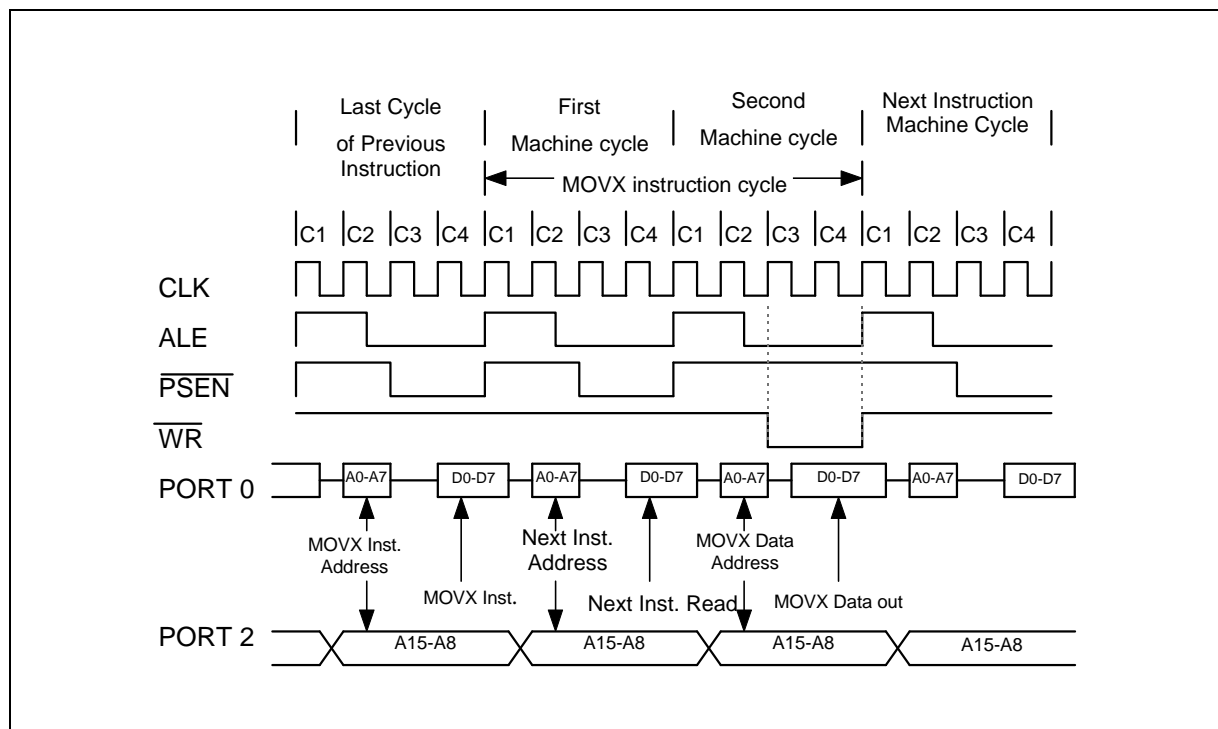 Last Cycle
of Previous
Instruction
First
Machine cycle
Second
Machine cycle
Next Instruction
Machine Cycle
MOVX instruction cycle
C1 C2 C3 C4 C1 C2 C3 C4 C1 C2 C3 C4 C1 C2 C3 C4
CLK
ALE
PSEN
WR
PORT 0
A0-A7 D0-D7 A0-A7 D0-D7 A0-A7 D0-D7 A0-A7 D0-D7
MOVX Inst.
Address
MOVX Inst.
Next Inst.
Address
Next Inst. Read
MOVX Data
Address
MOVX Data out
PORT 2
A15-A8 A15-A8 A15-A8 A15-A8